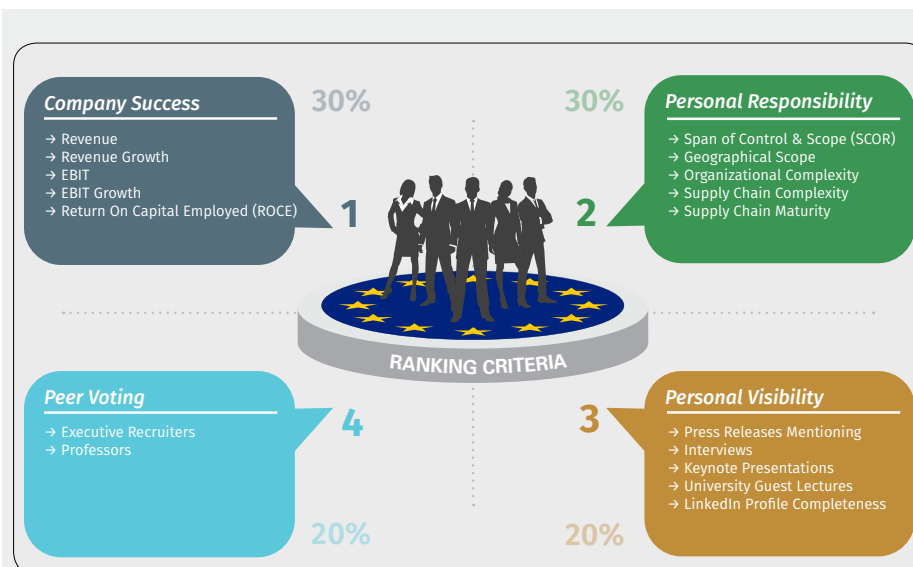 Company Success
→ Revenue
→ Revenue Growth
→ EBIT
→ EBIT Growth
→ Return On Capital Employed (ROCE)
30%
1
30%
2
Personal Responsibility
→ Span of Control & Scope (SCOR)
→ Geographical Scope
→ Organizational Complexity
→ Supply Chain Complexity
→ Supply Chain Maturity
RANKING CRITERIA
Peer Voting
→ Executive Recruiters
→ Professors
4
20%
3
20%
Personal Visibility
→ Press Releases Mentioning
→ Interviews
→ Keynote Presentations
→ University Guest Lectures
→ LinkedIn Profile Completeness